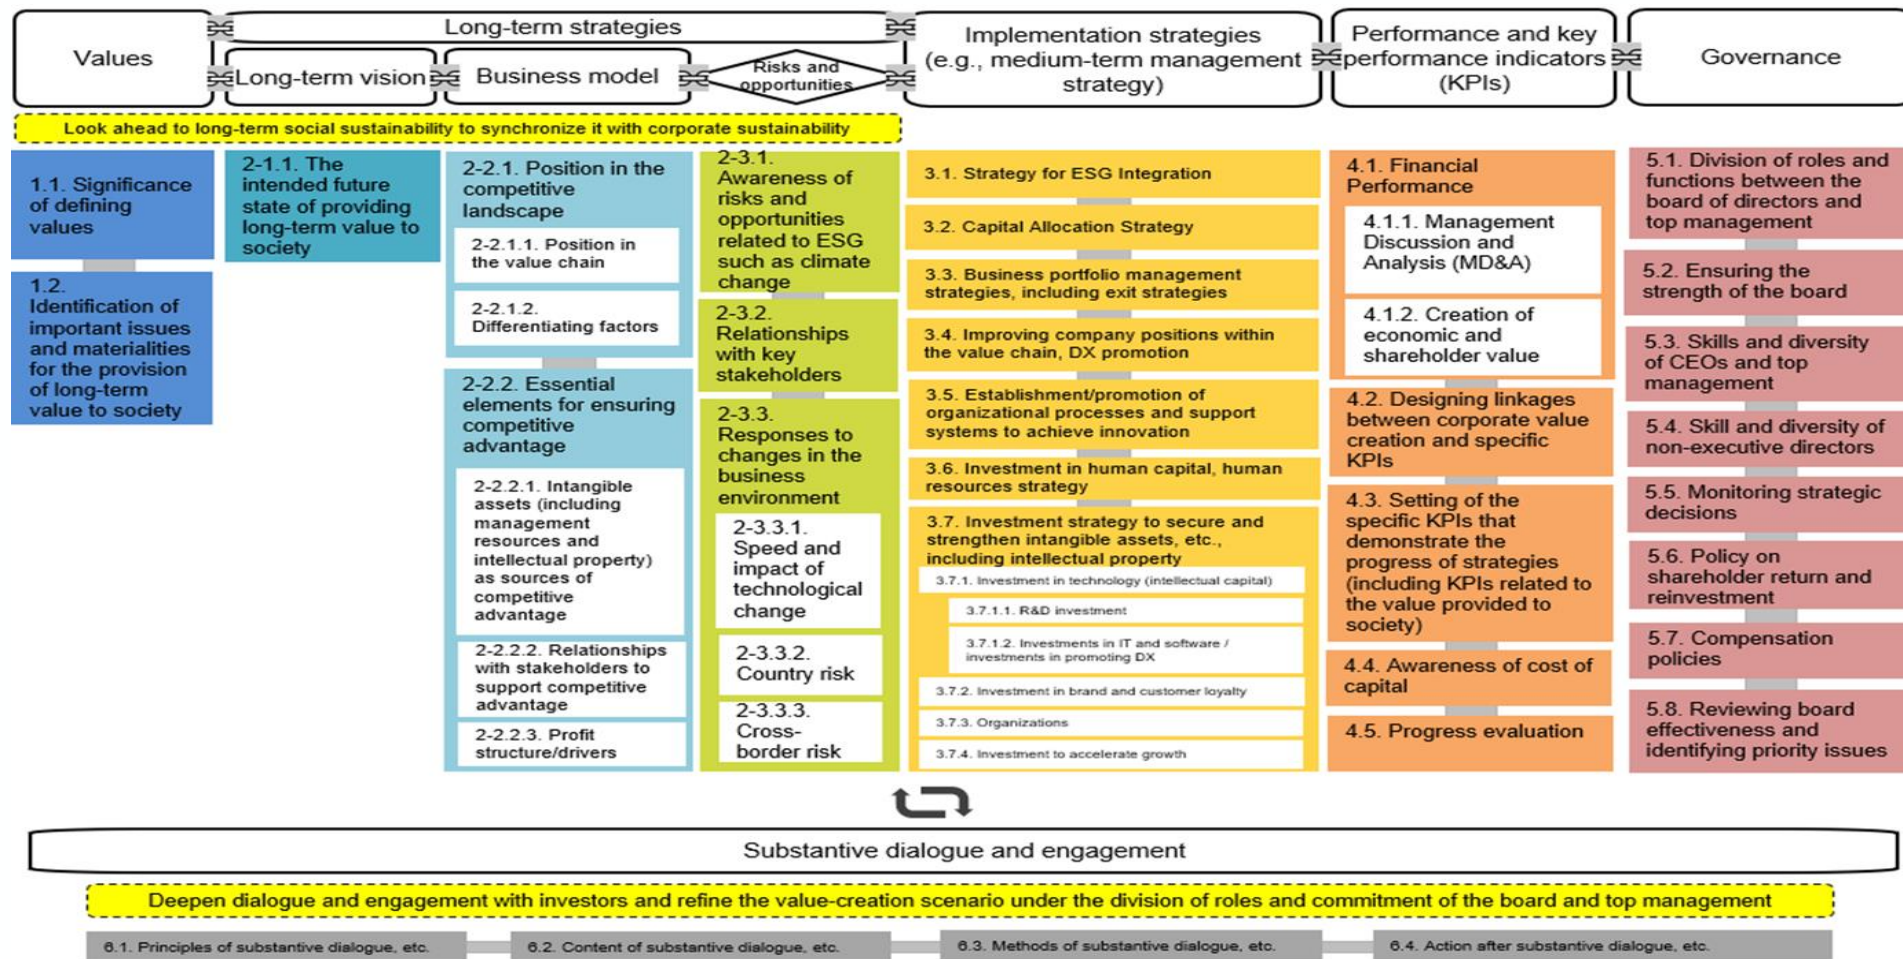 Values
Long-term strategies
Long-term vision
Business model
Risks and
opportunities
Implementation strategies
(e.g., medium-term management
strategy)
Performance and key
performance indicators
(KPIs)
Governance
Look ahead to long-term social sustainability to synchronize it with corporate sustainability
1.1. Significance
of defining
values
1.2.
Identification of
important issues
and materialities
for the provision
of long-term
value to society
2-1.1. The
intended future
state of providing
long-term value to
society
2-2.1. Position in the
competitive
landscape
2-2.1.1. Position in
the value chain
2-2.1.2.
Differentiating factors
2-2.2. Essential
elements for ensuring
competitive
advantage
2-2.2.1. Intangible
assets (including
management
resources and
intellectual property)
as sources of
competitive
advantage
2-2.2.2. Relationships
with stakeholders to
support competitive
advantage
2-2.2.3. Profit
structure/drivers
2-3.1.
Awareness of
risks and
opportunities
related to ESG
such as climate
change
2-3.2.
Relationships
with key
stakeholders
2-3.3.
Responses to
changes in the
business
environment
2-3.3.1.
Speed and
impact of
technological
change
2-3.3.2.
Country risk
2-3.3.3.
Cross-
border risk
3.1. Strategy for ESG Integration
3.2. Capital Allocation Strategy
3.3. Business portfolio management
strategies, including exit strategies
3.4. Improving company positions within
the value chain, DX promotion
3.5. Establishment/promotion of
organizational processes and support
systems to achieve innovation
3.6. Investment in human capital, human
resources strategy
3.7. Investment strategy to secure and
strengthen intangible assets, etc.,
including intellectual property
3.7.1. Investment in technology (intellectual capital)
3.7.1.1. R&D investment
3.7.1.2. Investments in IT and software /
investments in promoting DX
3.7.2. Investment in brand and customer loyalty
3.7.3. Organizations
3.7.4. Investment to accelerate growth
4.1. Financial
Performance
4.1.1. Management
Discussion and
Analysis (MD&A)
4.1.2. Creation of
economic and
shareholder value
4.2. Designing linkages
between corporate value
creation and specific
KPIs
4.3. Setting of the
specific KPIs that
demonstrate the
progress of strategies
(including KPIs related to
the value provided to
society)
4.4. Awareness of cost of
capital
4.5. Progress evaluation
5.1. Division of roles and
functions between the
board of directors and
top management
5.2. Ensuring the
strength of the board
5.3. Skills and diversity
of CEOs and top
management
5.4. Skill and diversity of
non-executive directors
5.5. Monitoring strategic
decisions
5.6. Policy on
shareholder return and
reinvestment
5.7. Compensation
policies
5.8. Reviewing board
effectiveness and
identifying priority issues
Substantive dialogue and engagement
Deepen dialogue and engagement with investors and refine the value-creation scenario under the division of roles and commitment of the board and top management
6.1. Principles of substantive dialogue, etc.
6.2. Content of substantive dialogue, etc.
6.3. Methods of substantive dialogue, etc.
6.4. Action after substantive dialogue, etc.